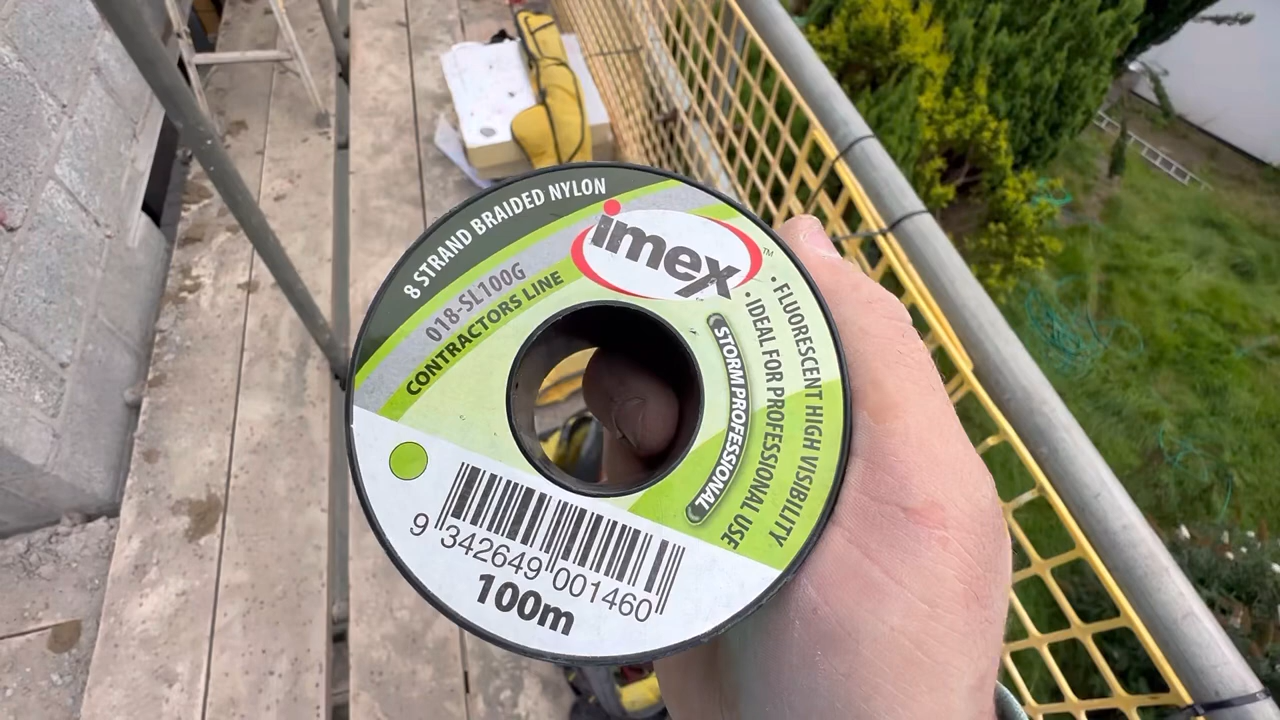 8 STRAND BRAIDED NYLON
imex™
018-SL100G
CONTRACTORS LINE
• FLUORESCENT HIGH VISIBILITY
• IDEAL FOR PROFESSIONAL USE
STORM PROFESSIONAL
9 342649 001460
100m